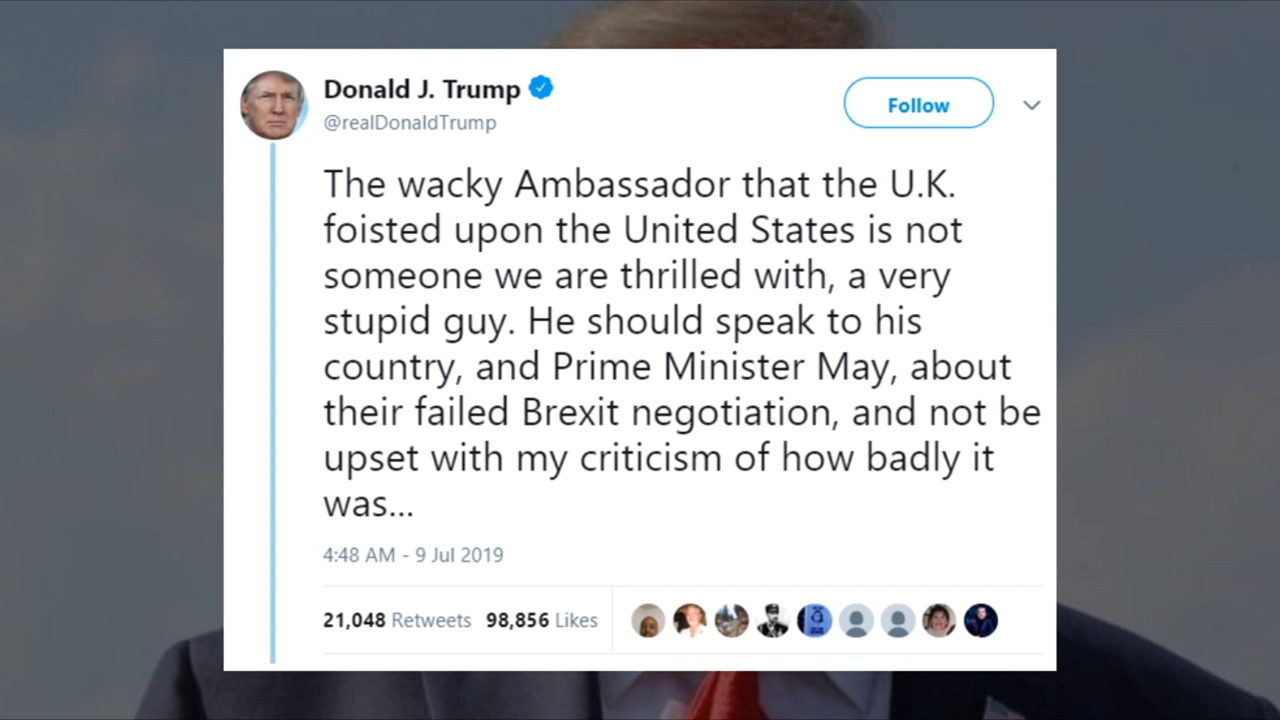 Donald J. Trump
@realDonaldTrump
Follow
The wacky Ambassador that the U.K.
foisted upon the United States is not
someone we are thrilled with, a very
stupid guy. He should speak to his
country, and Prime Minister May, about
their failed Brexit negotiation, and not be
upset with my criticism of how badly it
was...
4:48 AM - 9 Jul 2019
21,048 Retweets 98,856 Likes